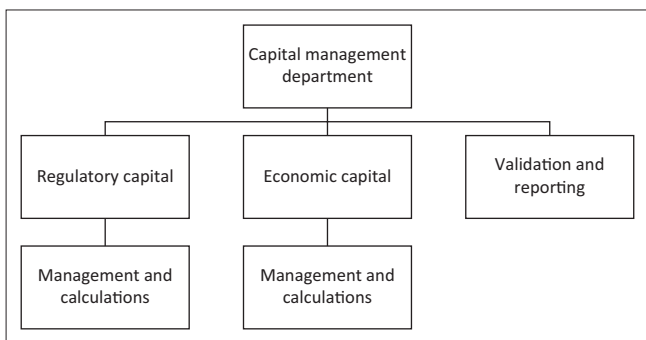 Capital management
department
Regulatory capital
Economic capital
Validation and
reporting
Management and
calculations
Management and
calculations